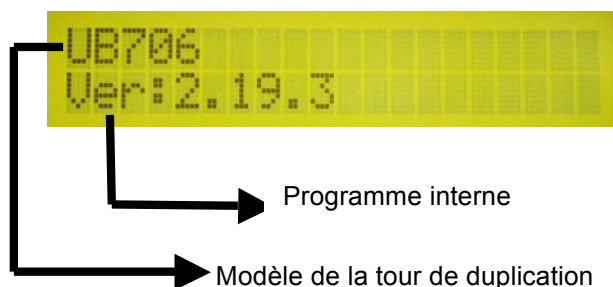 UB706
Ver:2.19.3
Programme interne
Modèle de la tour de duplication